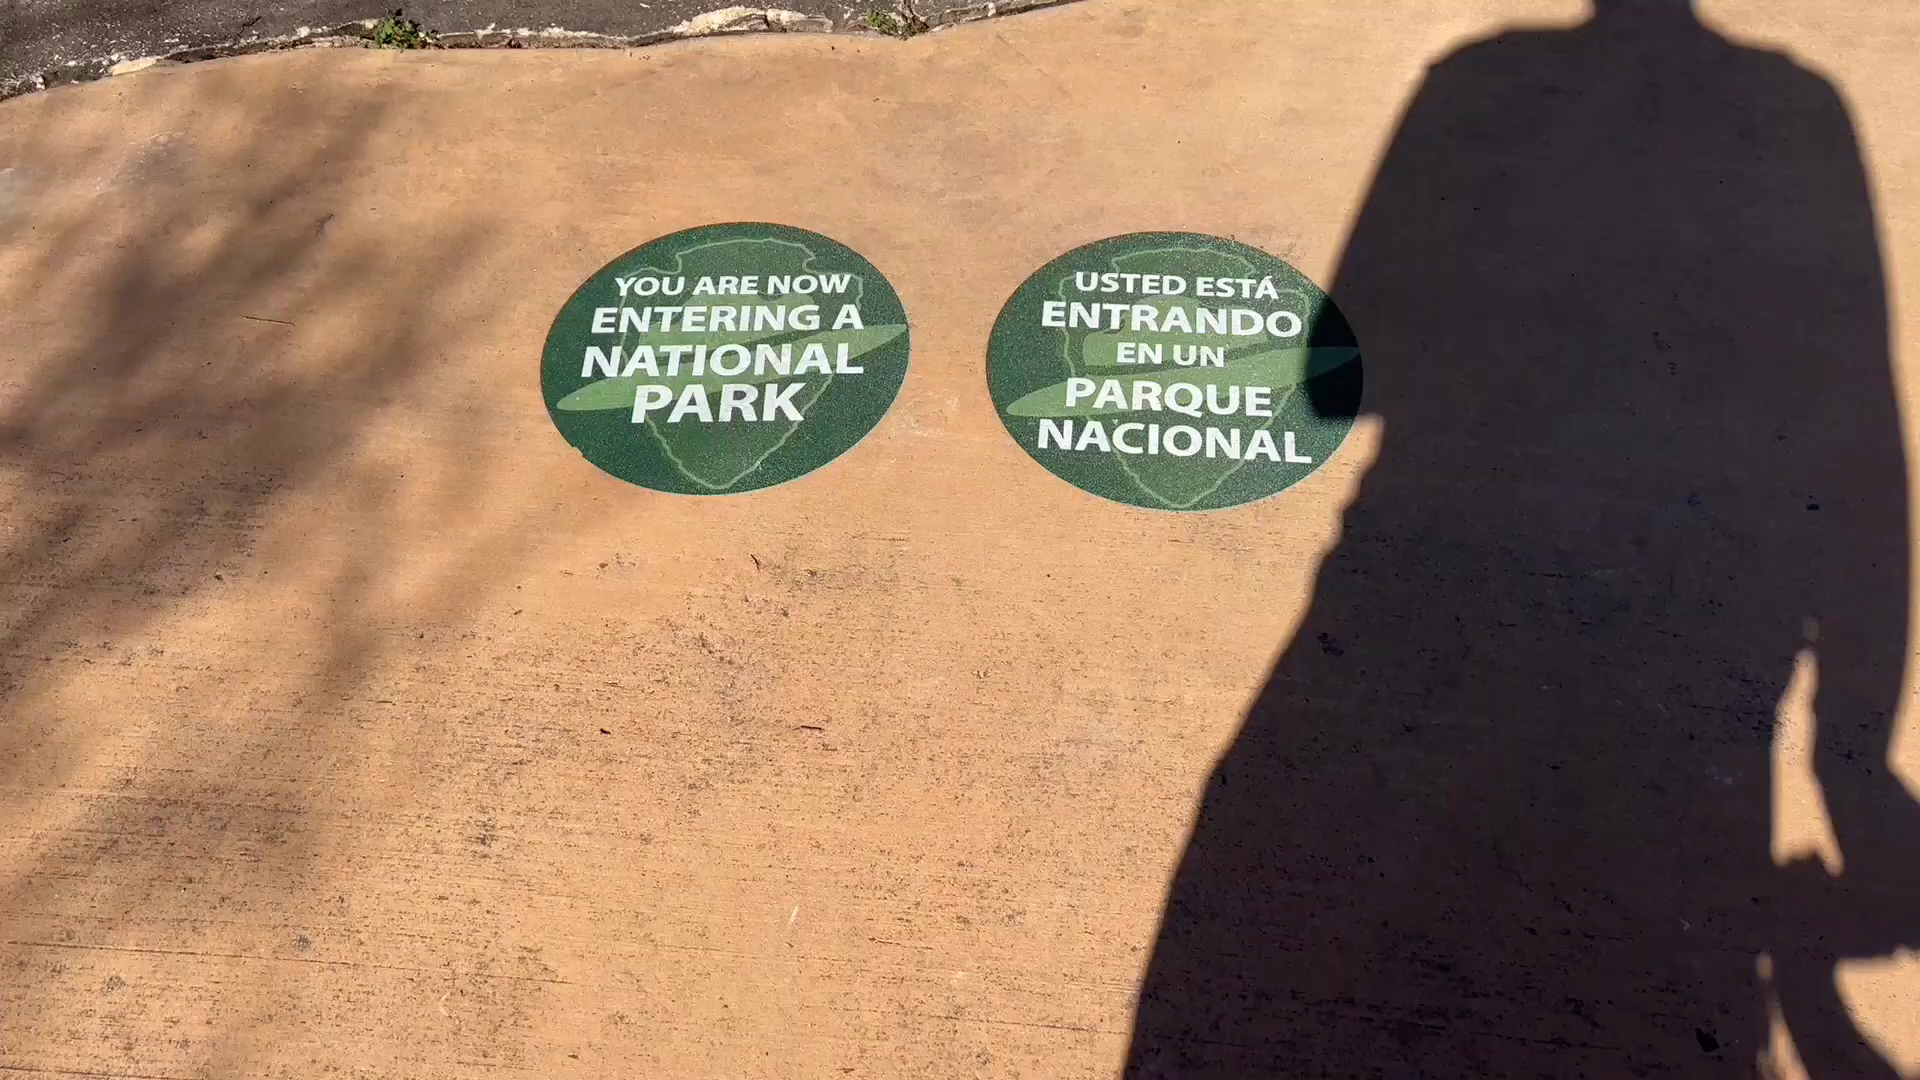 YOU ARE NOW
ENTERING A
NATIONAL
PARK
USTED ESTÁ
ENTRANDO
EN UN
PARQUE
NACIONAL